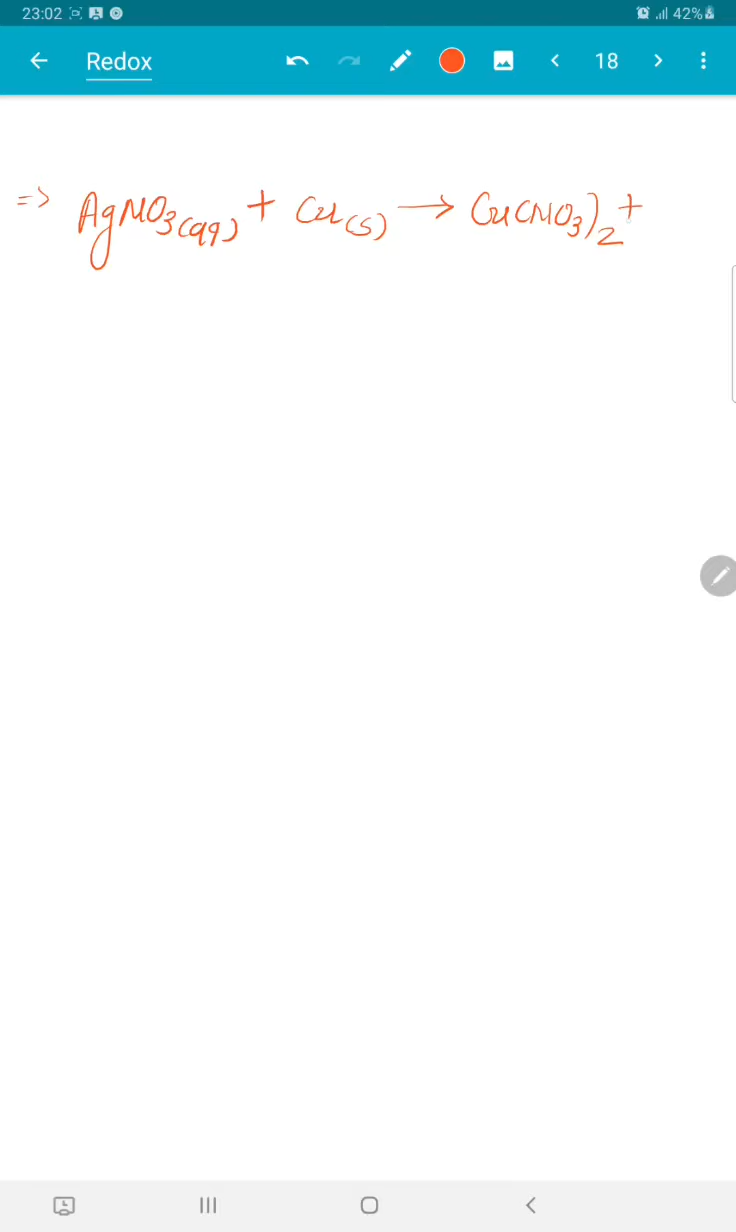 23:02 42%
Redox 18
=> AgNO3(aq) + Cu(s) → Cu(NO3)2 +